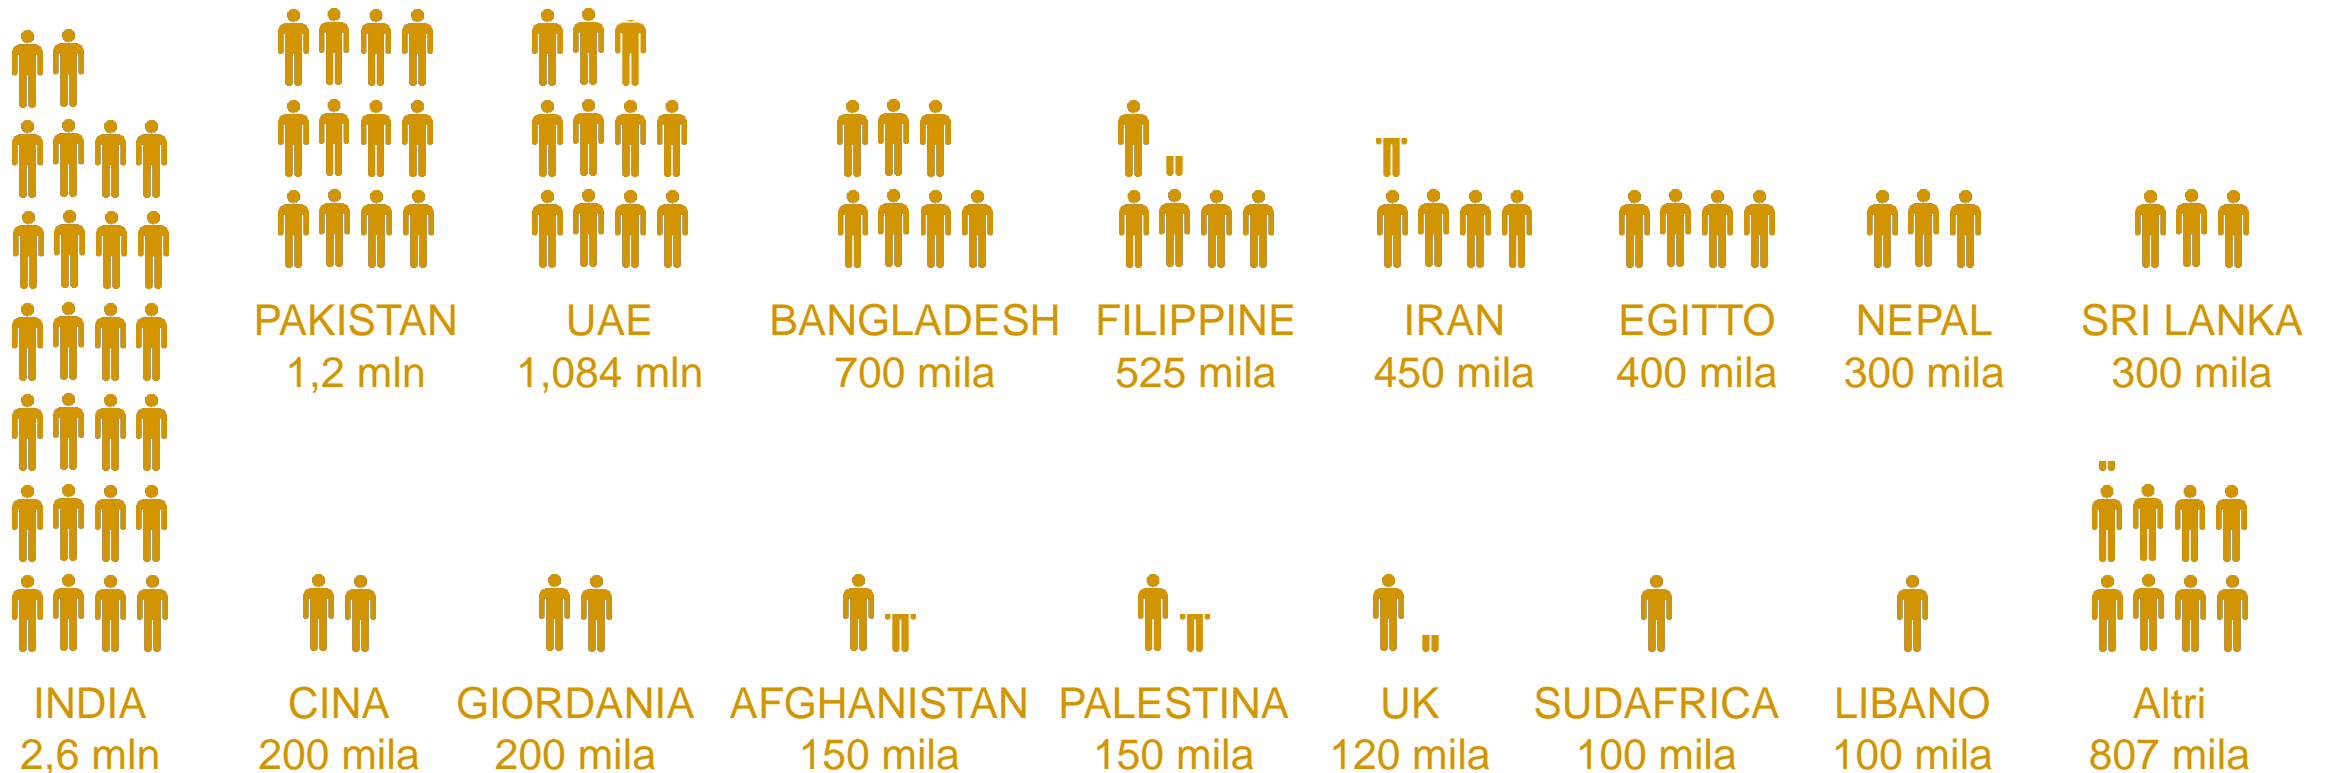 PAKISTAN
1,2 mln
UAE
1,084 mln
BANGLADESH
700 mila
FILIPPINE
525 mila
IRAN
450 mila
EGITTO
400 mila
NEPAL
300 mila
SRI LANKA
300 mila
INDIA
2,6 mln
CINA
200 mila
GIORDANIA
200 mila
AFGHANISTAN
150 mila
PALESTINA
150 mila
UK
120 mila
SUDAFRICA
100 mila
LIBANO
100 mila
Altri
807 mila